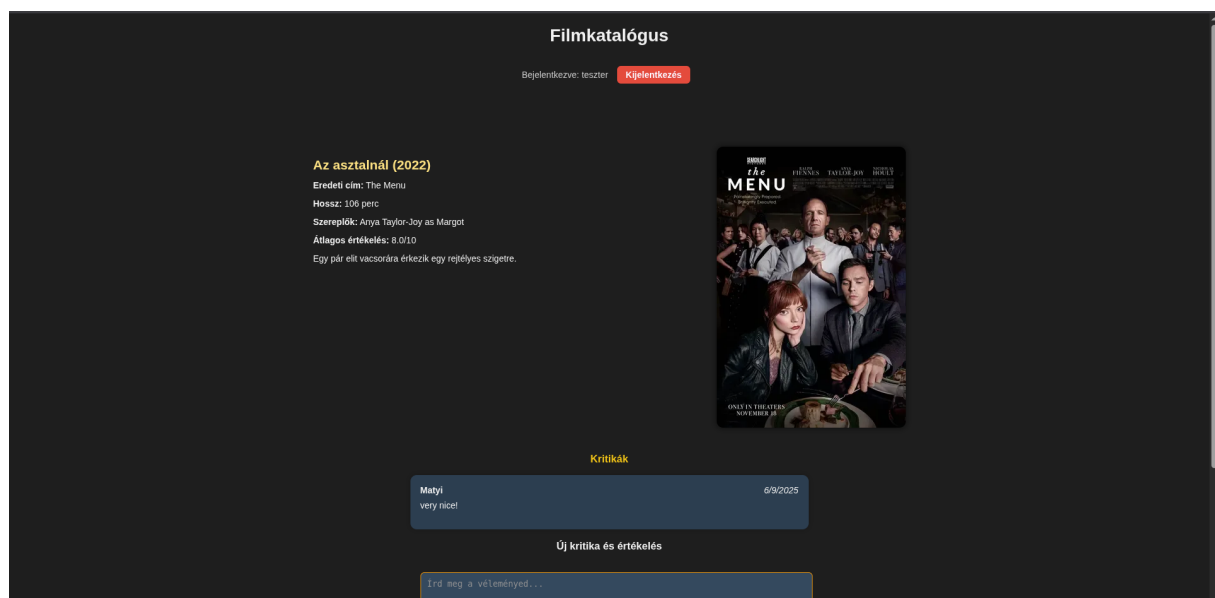 Filmkatalógus
Bejelentkezve: teszter Kijelentkezés
Az asztalnál (2022)
Eredeti cím: The Menu
Hossz: 106 perc
Szereplők: Anya Taylor-Joy as Margot
Átlagos értékelés: 8.0/10
Egy pár elit vacsorára érkezik egy rejtélyes szigetre.
SEARCHLIGHT
the
MENU
RALPH FIENNES ANYA TAYLOR-JOY NICHOLAS HOULT
ONLY IN THEATERS
NOVEMBER 18
Kritikák
Matyi 6/9/2025
very nice!
Új kritika és értékelés
Írd meg a véleményed...